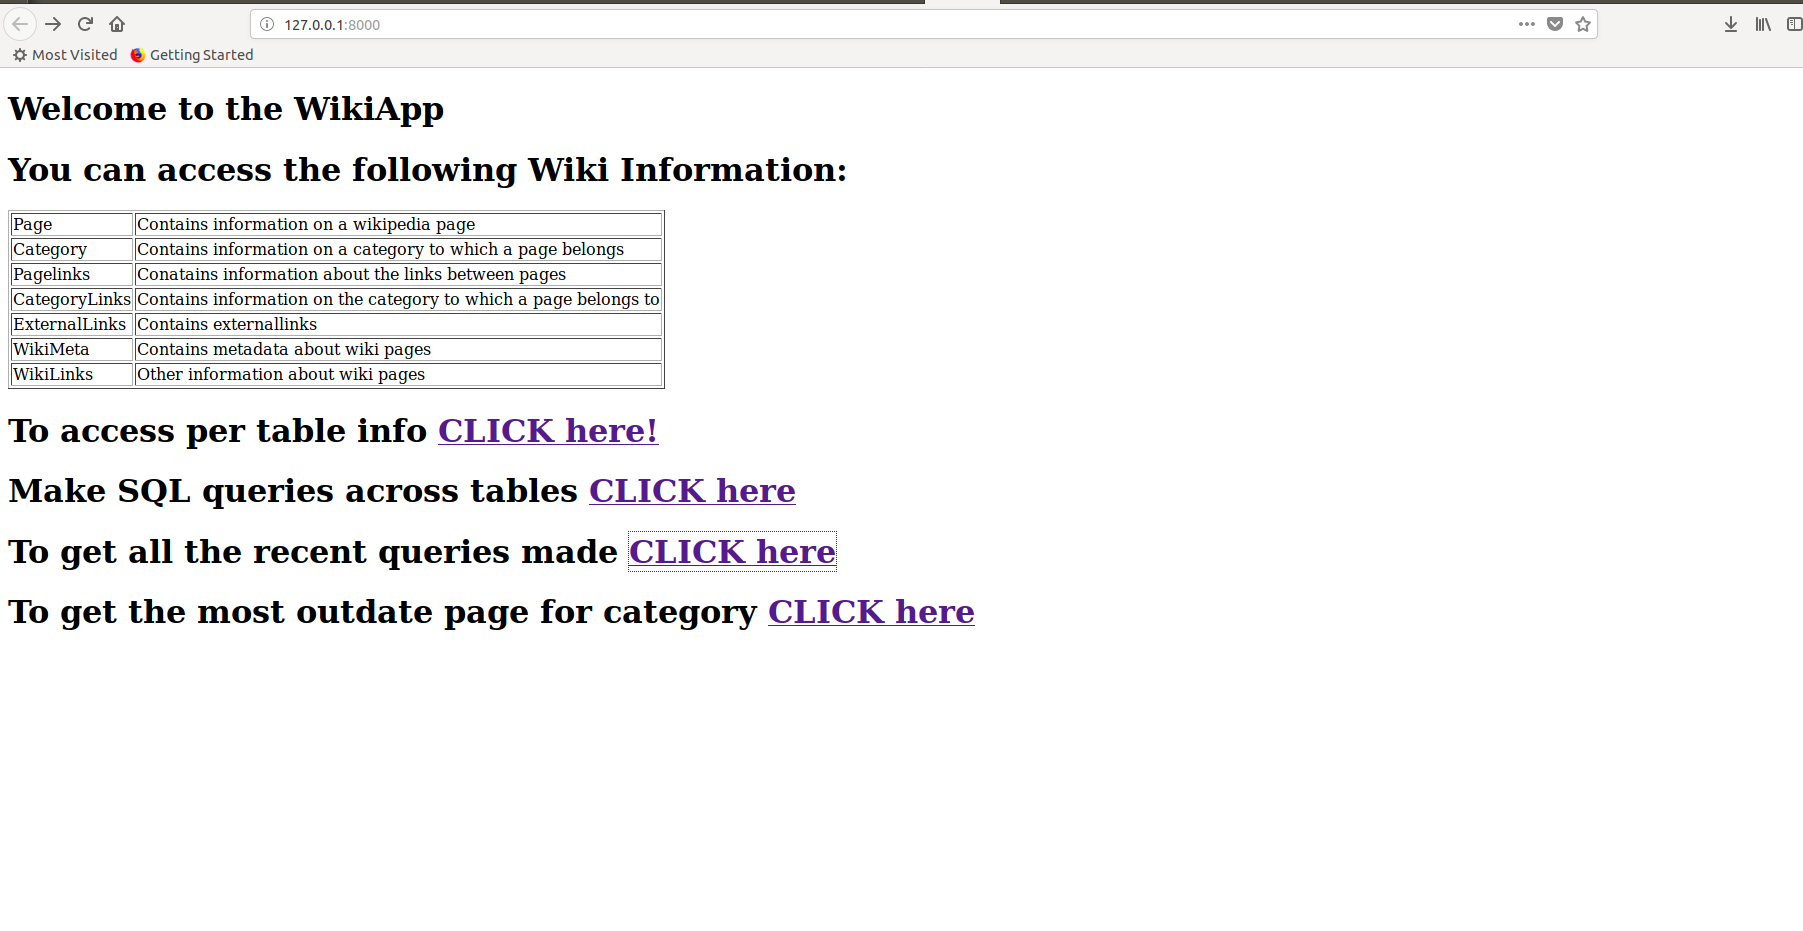 127.0.0.1:8000
Most Visited Getting Started
Welcome to the WikiApp
You can access the following Wiki Information:
Page Contains information on a wikipedia page
Category Contains information on a category to which a page belongs
Pagelinks Conatains information about the links between pages
CategoryLinks Contains information on the category to which a page belongs to
ExternalLinks Contains externallinks
WikiMeta Contains metadata about wiki pages
WikiLinks Other information about wiki pages
To access per table info CLICK here!
Make SQL queries across tables CLICK here
To get all the recent queries made CLICK here
To get the most outdate page for category CLICK here